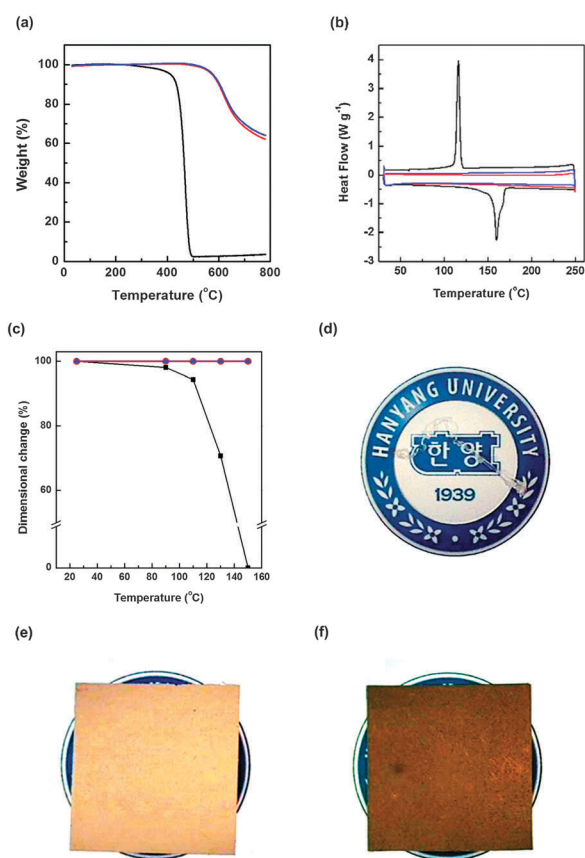 (a)
100
80
60
40
20
0
0 200 400 600 800
Weight (%)
Temperature (°C)
(b)
4
3
2
1
0
-1
-2
-3
50 100 150 200 250
Heat Flow (W g⁻¹)
Temperature (°C)
(c)
100
80
60
0
20 40 60 80 100 120 140 160
Dimensional change (%)
Temperature (°C)
(d)
HANYANG UNIVERSITY
한양
1939
(e)
(f)